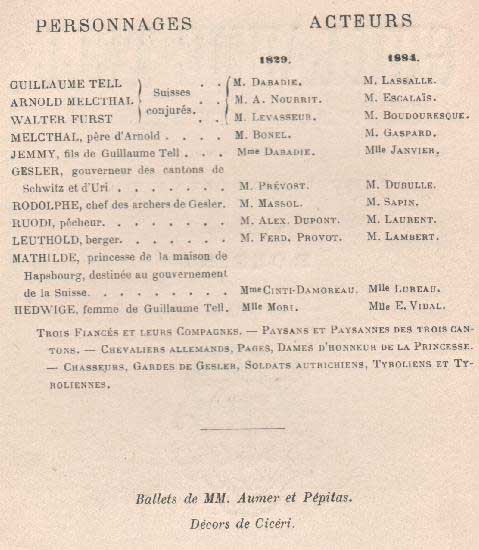 PERSONNAGES ACTEURS
1829. 1884.
GUILLAUME TELL . . M. Dabadie. M. Lassalle.
ARNOLD MELCTHAL Suisses conjurés. . . M. A. Nourrit. M. Escalaïs.
WALTER FURST . . M. Levasseur. M. Boudouresque.
MELCTHAL, père d'Arnold . . . . M. Bonel. M. Gaspard.
JEMMY, fils de Guillaume Tell . . . Mme Dabadie. Mlle Janvier.
GESLER, gouverneur des cantons de
Schwitz et d'Uri. . . . . . . M. Prévost. M. Dubulle.
RODOLPHE, chef des archers de Gesler. M. Massol. M. Sapin.
RUODI, pêcheur. . . . . . . . M. Alex. Dupont. M. Laurent.
LEUTHOLD, berger. . . . . . . M. Ferd. Provot. M. Lambert.
MATHILDE, princesse de la maison de
Hapsbourg, destinée au gouvernement
de la Suisse. . . . . . . . . Mme Cinti-Damoreau. Mlle Lureau.
HEDWIGE, femme de Guillaume Tell. Mlle Mori. Mlle E. Vidal.
Trois Fiancés et leurs Compagnes. — Paysans et Paysannes des trois can-
tons. — Chevaliers allemands, Pages, Dames d'honneur de la Princesse.
— Chasseurs, Gardes de Gesler, Soldats autrichiens, Tyroliens et Ty-
roliennes.
Ballets de MM. Aumer et Pépitas.
Décors de Cicéri.